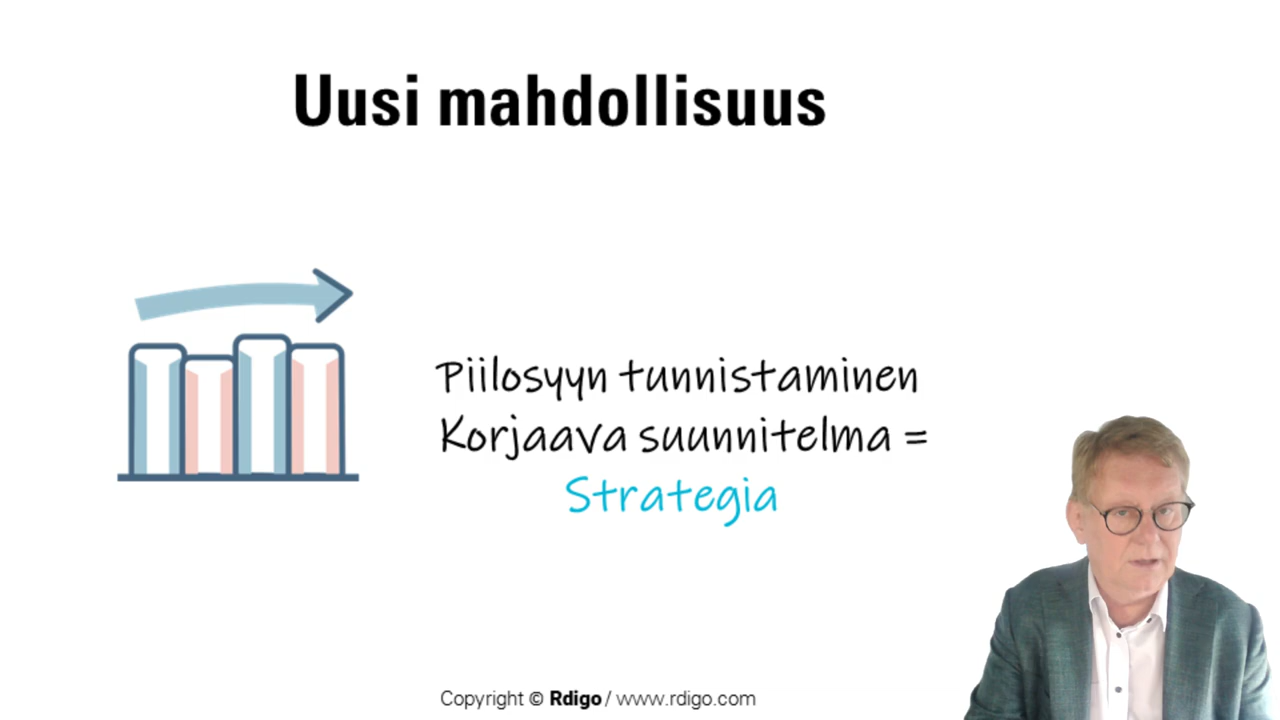 Uusi mahdollisuus
Piilosyyn tunnistaminen
Korjaava suunnitelma =
Strategia
Copyright © Rdigo / www.rdigo.com